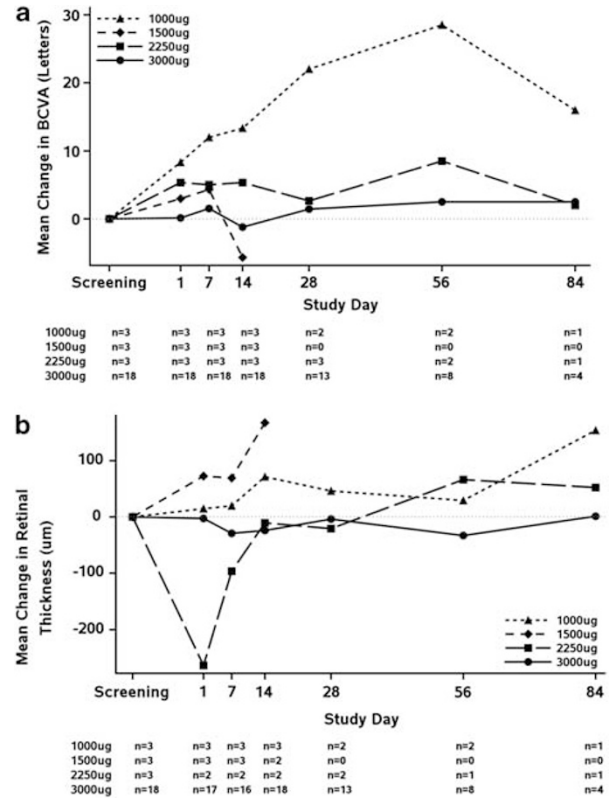 a
1000ug
1500ug
2250ug
3000ug
Mean Change in BCVA (Letters)
30
20
10
0
Screening 1 7 14 28 56 84
Study Day
1000ug n=3 n=3 n=3 n=3 n=2 n=2 n=1
1500ug n=3 n=3 n=3 n=3 n=0 n=0 n=0
2250ug n=3 n=3 n=3 n=3 n=3 n=2 n=1
3000ug n=18 n=18 n=18 n=18 n=13 n=8 n=4
b
Mean Change in Retinal
Thickness (um)
100
0
-100
-200
1000ug
1500ug
2250ug
3000ug
Screening 1 7 14 28 56 84
Study Day
1000ug n=3 n=3 n=3 n=3 n=2 n=2 n=1
1500ug n=3 n=3 n=3 n=2 n=0 n=0 n=0
2250ug n=3 n=2 n=2 n=2 n=2 n=1 n=1
3000ug n=18 n=17 n=16 n=18 n=13 n=8 n=4